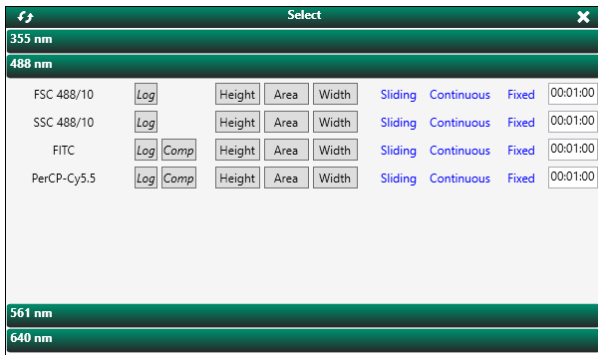 Select
355 nm
488 nm
FSC 488/10 Log Height Area Width Sliding Continuous Fixed 00:01:00
SSC 488/10 Log Height Area Width Sliding Continuous Fixed 00:01:00
FITC Log Comp Height Area Width Sliding Continuous Fixed 00:01:00
PerCP-Cy5.5 Log Comp Height Area Width Sliding Continuous Fixed 00:01:00
561 nm
640 nm